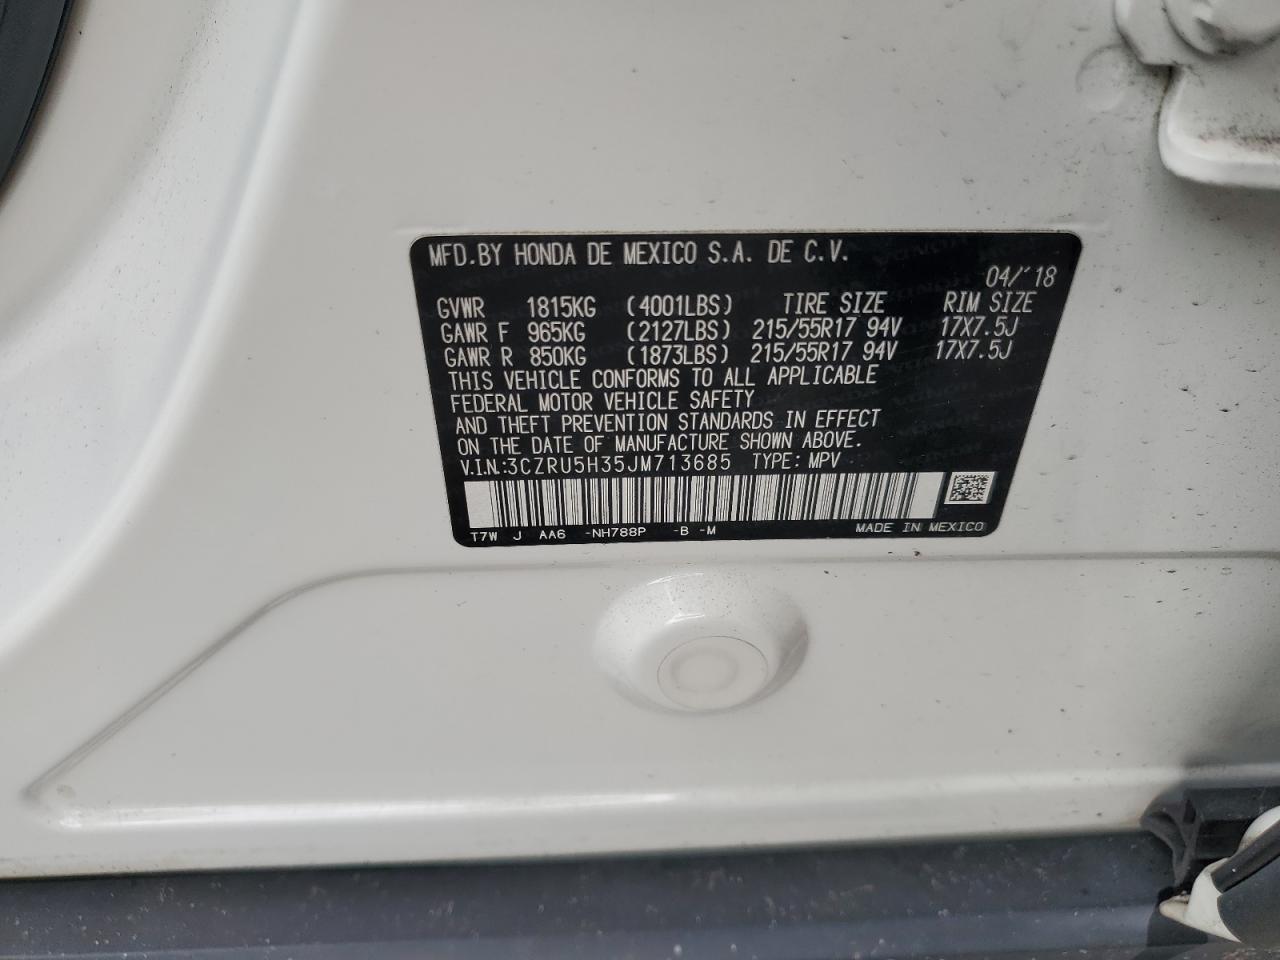 MFD.BY HONDA DE MEXICO S.A. DE C.V.
04/'18
GVWR 1815KG (4001LBS) TIRE SIZE RIM SIZE
GAWR F 965KG (2127LBS) 215/55R17 94V 17X7.5J
GAWR R 850KG (1873LBS) 215/55R17 94V 17X7.5J
THIS VEHICLE CONFORMS TO ALL APPLICABLE
FEDERAL MOTOR VEHICLE SAFETY
AND THEFT PREVENTION STANDARDS IN EFFECT
ON THE DATE OF MANUFACTURE SHOWN ABOVE.
V.I.N:3CZRU5H35JM713685 TYPE: MPV
T7W J AA6 -NH788P -B -M MADE IN MEXICO